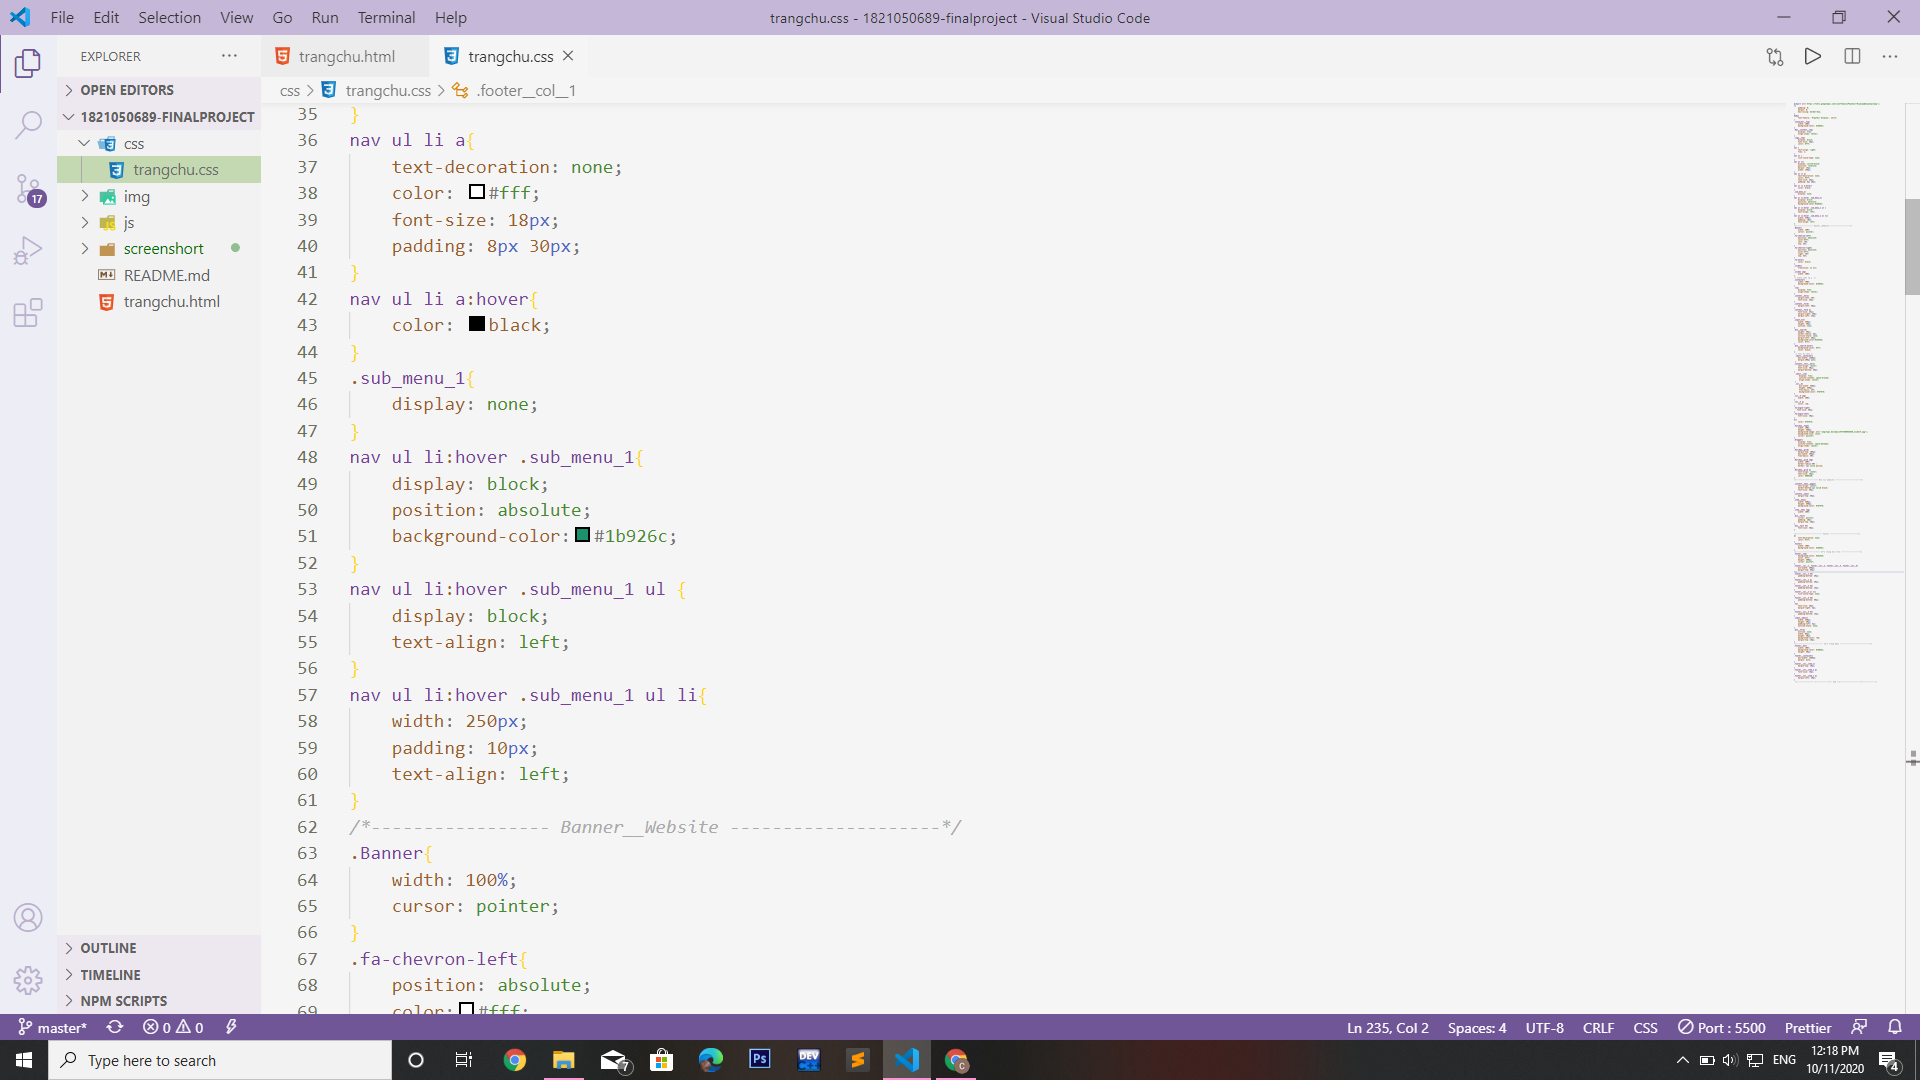 File Edit Selection View Go Run Terminal Help
trangchu.css - 1821050689-finalproject - Visual Studio Code
EXPLORER
trangchu.html
trangchu.css
OPEN EDITORS
css > trangchu.css > .footer__col__1
1821050689-FINALPROJECT
css
trangchu.css
img
js
screenshort
README.md
trangchu.html
17
35 }
36 nav ul li a{
37 text-decoration: none;
38 color: #fff;
39 font-size: 18px;
40 padding: 8px 30px;
41 }
42 nav ul li a:hover{
43 color: black;
44 }
45 .sub_menu_1{
46 display: none;
47 }
48 nav ul li:hover .sub_menu_1{
49 display: block;
50 position: absolute;
51 background-color: #1b926c;
52 }
53 nav ul li:hover .sub_menu_1 ul {
54 display: block;
55 text-align: left;
56 }
57 nav ul li:hover .sub_menu_1 ul li{
58 width: 250px;
59 padding: 10px;
60 text-align: left;
61 }
62 /*----------------- Banner__Website --------------------*/
63 .Banner{
64 width: 100%;
65 cursor: pointer;
66 }
67 .fa-chevron-left{
68 position: absolute;
69 color: #fff;
OUTLINE
TIMELINE
NPM SCRIPTS
master* 0 0
Ln 235, Col 2 Spaces: 4 UTF-8 CRLF CSS Port : 5500 Prettier
Type here to search
7
Ps
DEV
ENG
12:18 PM
10/11/2020
4